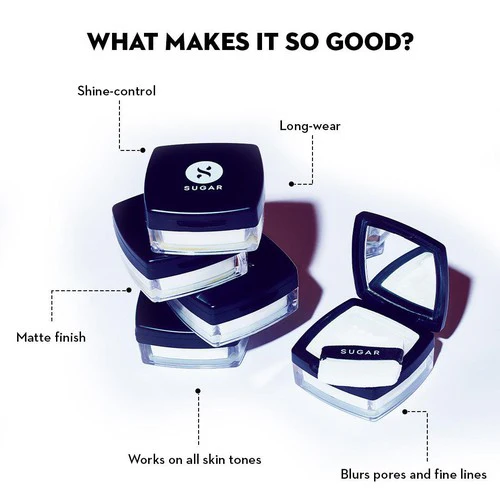 WHAT MAKES IT SO GOOD?
Shine-control
Long-wear
SUGAR
Matte finish
SUGAR
Works on all skin tones
Blurs pores and fine lines